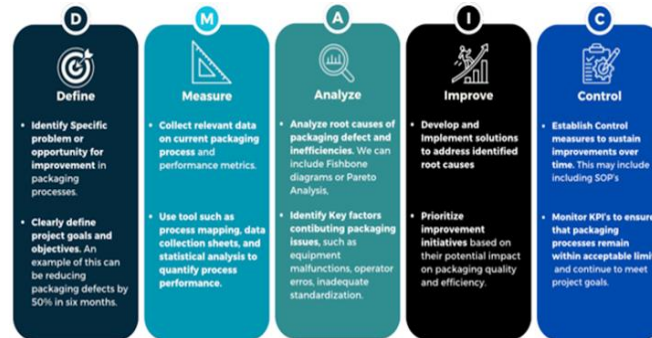 D
Define
• Identify Specific
problem or
opportunity for
improvement in
packaging
processes.
• Clearly define
project goals and
objectives. An
example of this can
be reducing
packaging defects by
50% in six months.
M
Measure
• Collect relevant data
on current packaging
process and
performance metrics.
• Use tool such as
process mapping, data
collection sheets, and
statistical analysis to
quantify process
performance.
A
Analyze
• Analyze root causes of
packaging defect and
inefficiencies. We can
include Fishbone
diagrams or Pareto
Analysis,
• Identify Key factors
contibuting packaging
issues, such as
equipment
malfunctions, operator
erros, inadequate
standardization.
I
Improve
• Develop and
Implement solutions
to address identified
root causes
• Prioritize
improvement
initiatives based on
their potential impact
on packaging quality
and efficiency.
C
Control
• Establish Control
measures to sustain
improvements over
time. This may include
including SOP's
• Monitor KPI's to ensure
that packaging
processes remain
within acceptable limit
and continue to meet
project goals.